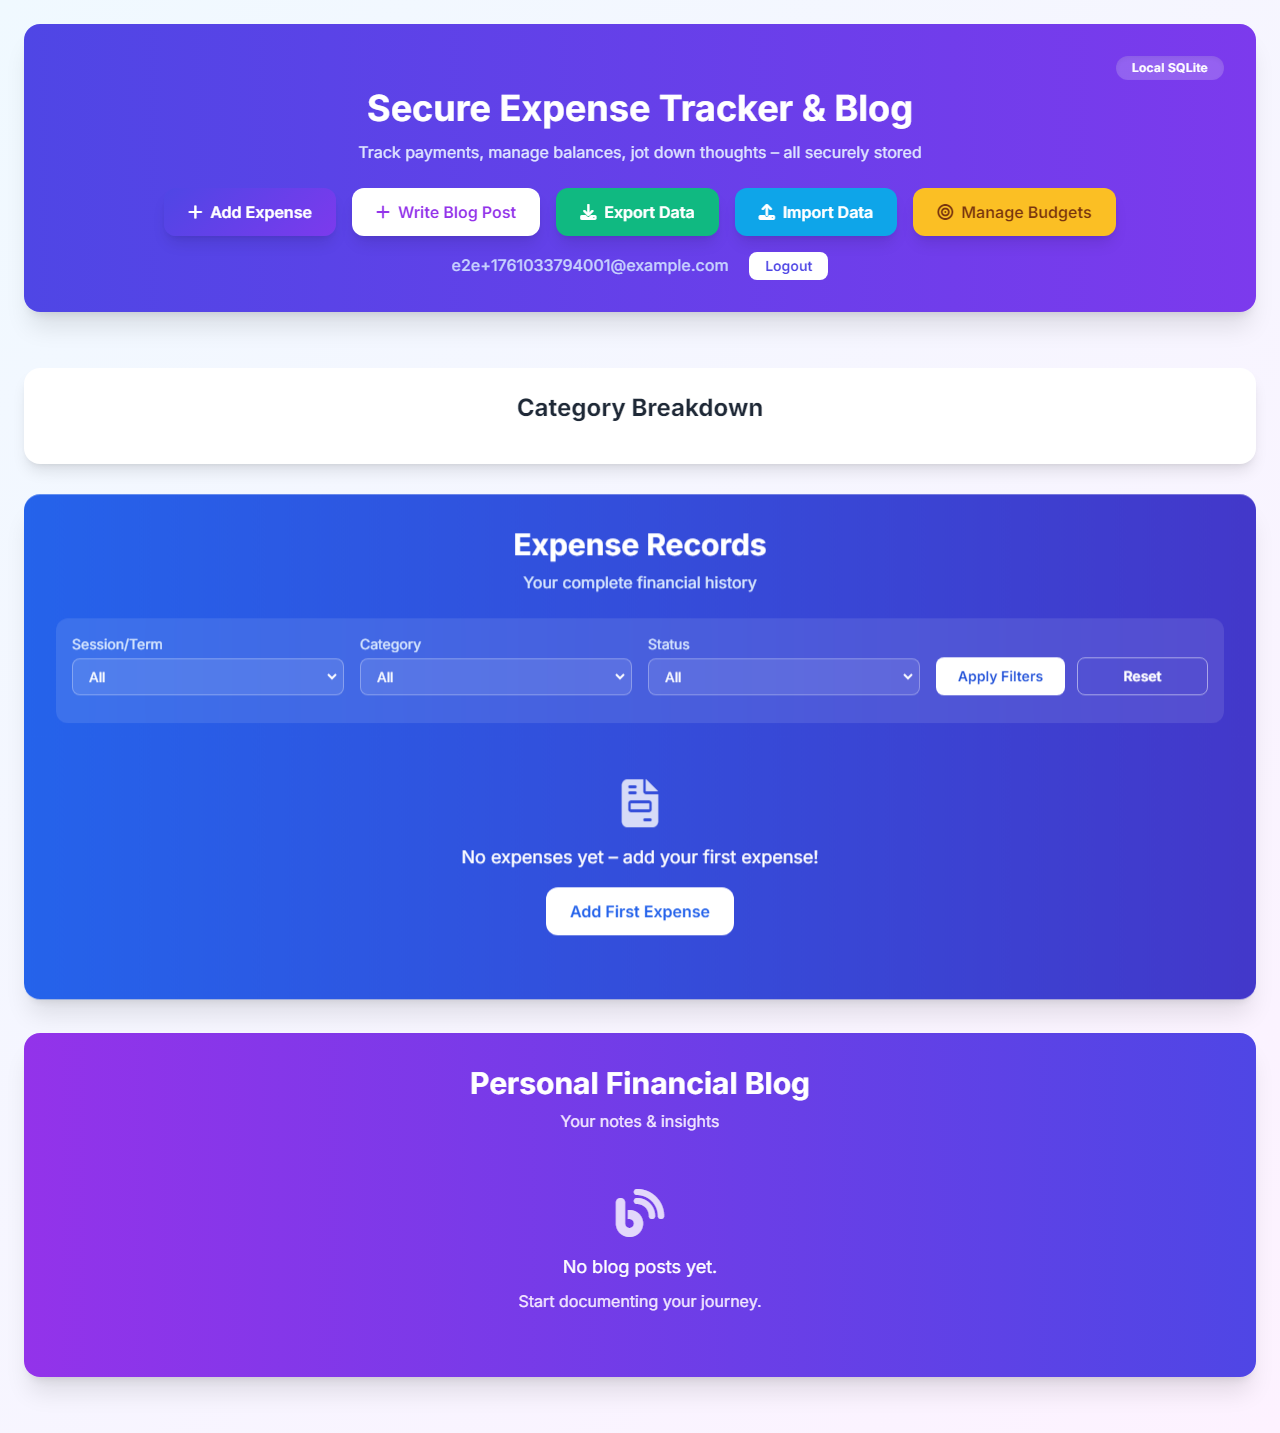 Local SQLite
Secure Expense Tracker & Blog
Track payments, manage balances, jot down thoughts – all securely stored
Add Expense
Write Blog Post
Export Data
Import Data
Manage Budgets
e2e+1761033794001@example.com
Logout
Category Breakdown
Expense Records
Your complete financial history
Session/Term
Category
Status
All
All
All
Apply Filters
Reset
No expenses yet – add your first expense!
Add First Expense
Personal Financial Blog
Your notes & insights
No blog posts yet.
Start documenting your journey.